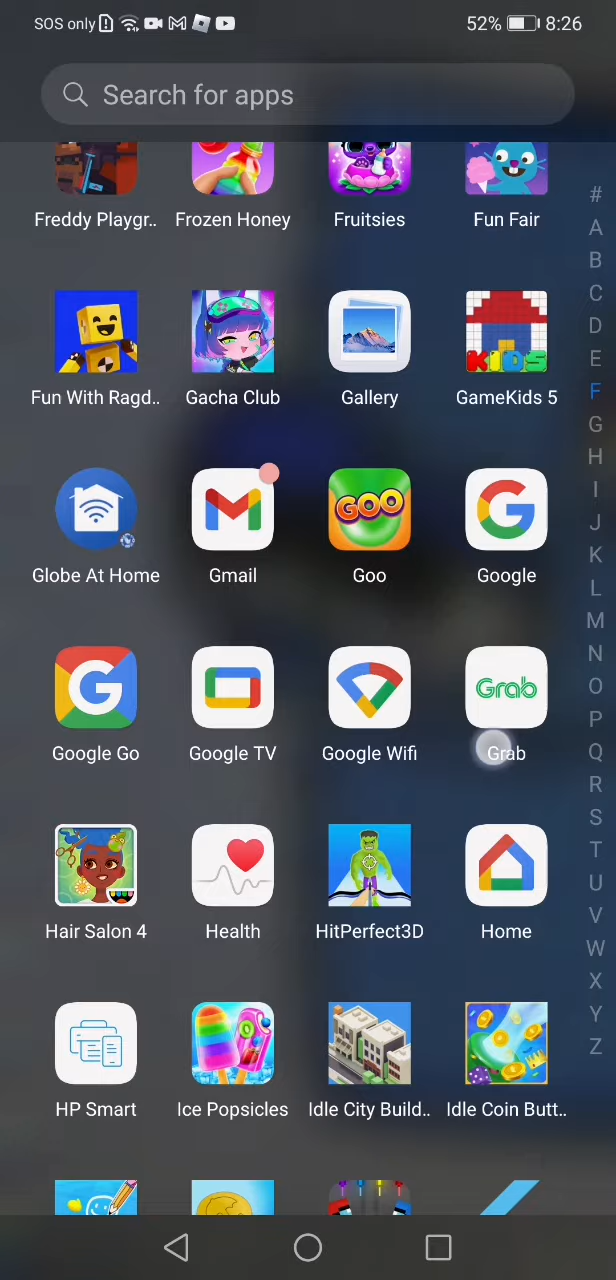 SOS only 52% 8:26
Search for apps
Freddy Playgr.. Frozen Honey Fruitsies Fun Fair
#
A
B
C
D
E
F
G
H
I
J
K
L
M
N
O
P
Q
R
S
T
U
V
W
X
Y
Z
KIDS
Fun With Ragd.. Gacha Club Gallery GameKids 5
GOO
Globe At Home Gmail Goo Google
Grab
Google Go Google TV Google Wifi Grab
Hair Salon 4 Health HitPerfect3D Home
HP Smart Ice Popsicles Idle City Build.. Idle Coin Butt..